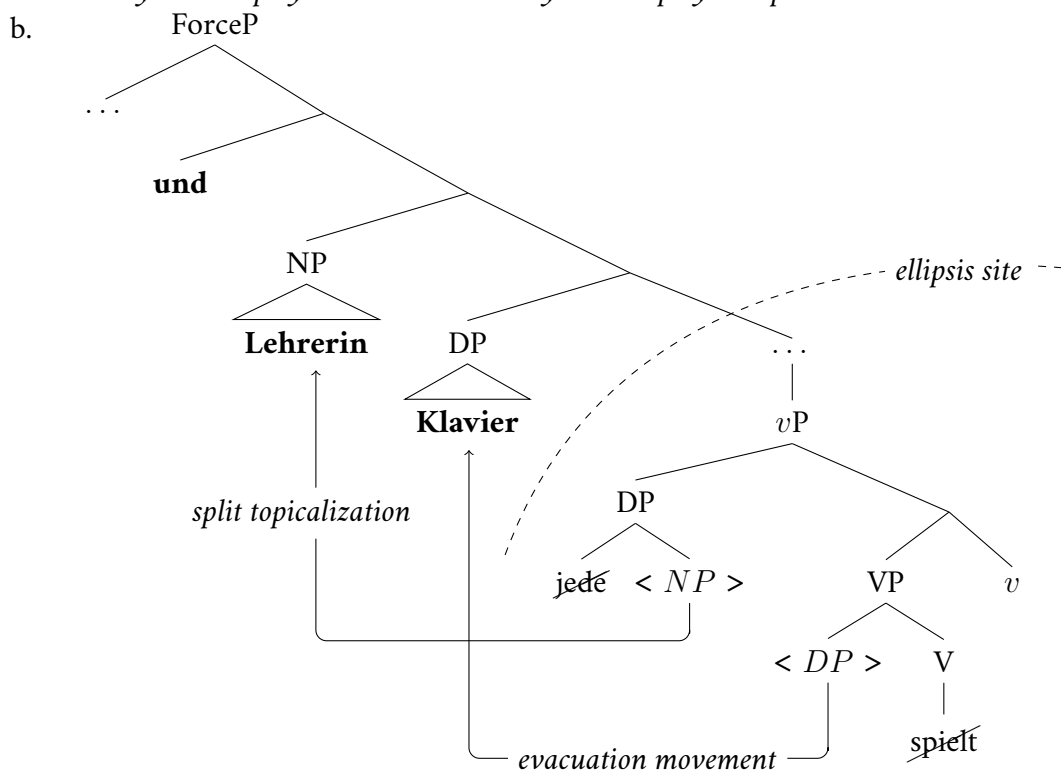 b.
ForceP
. . .
und
NP
ellipsis site
Lehrerin
DP
. . .
Klavier
vP
split topicalization
DP
jede < NP >
VP
v
< DP >
V
spielt
evacuation movement